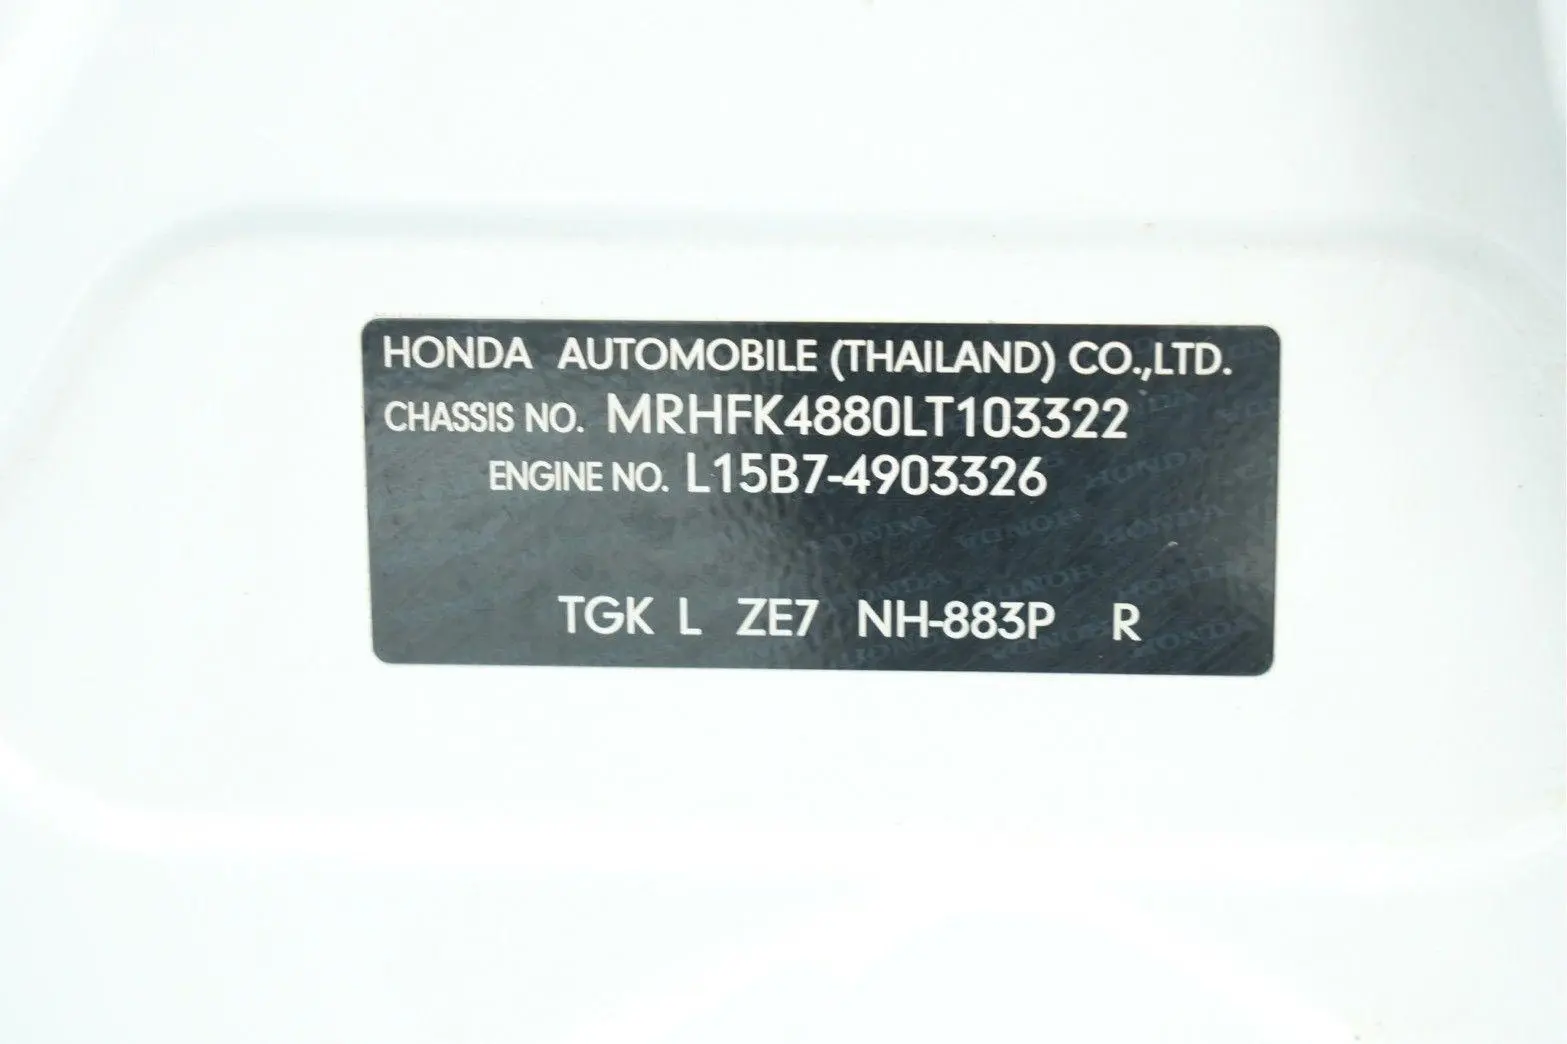 HONDA AUTOMOBILE (THAILAND) CO.,LTD.
CHASSIS NO. MRHFK4880LT103322
ENGINE NO. L15B7-4903326
TGK L ZE7 NH-883P R